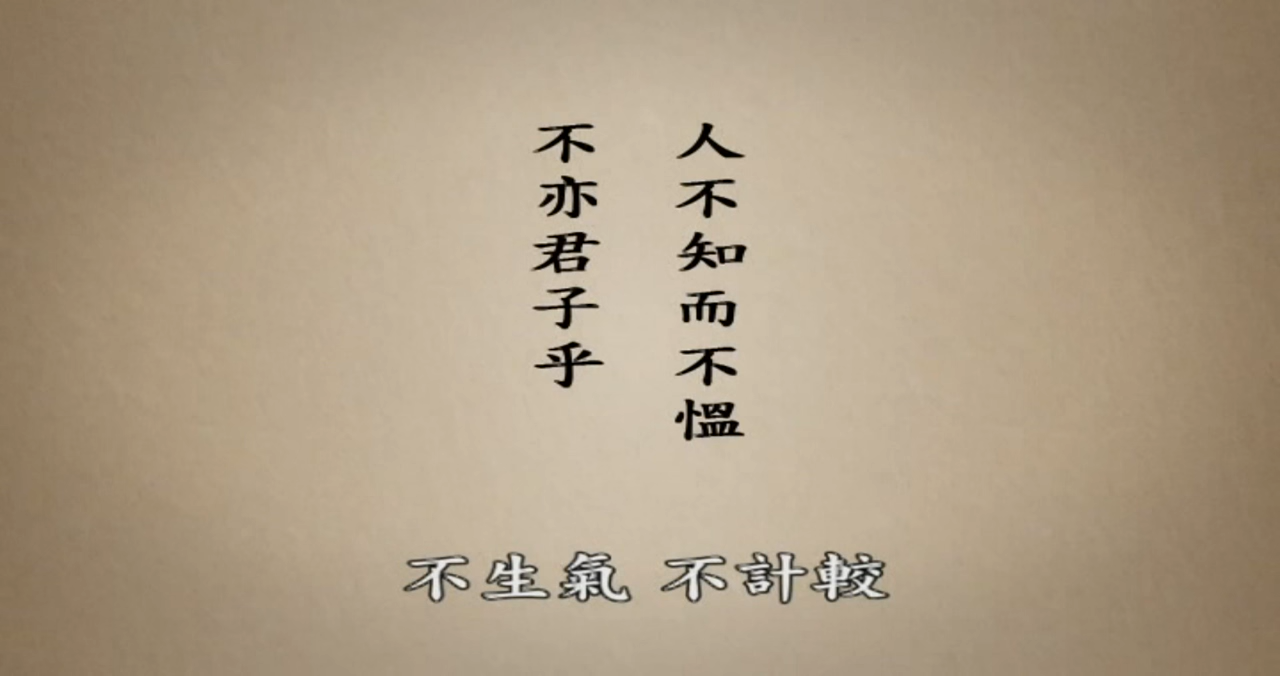 人不知而不慍
不亦君子乎
不生氣 不計較